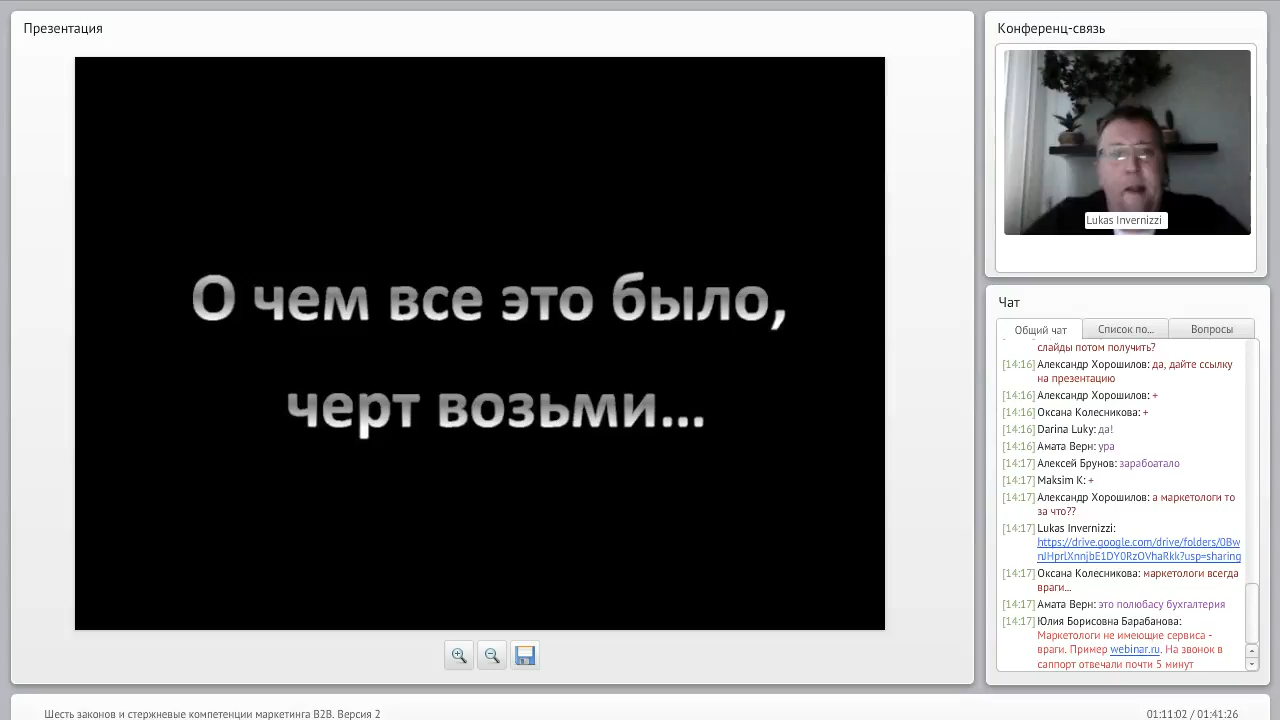 Презентация
О чем все это было,
черт возьми...
Конференц-связь
Lukas Invernizzi
Чат
Общий чат
Список по...
Вопросы
слайды потом получить?
[14:16] Александр Хорошилов: да, дайте ссылку
на презентацию
[14:16] Александр Хорошилов: +
[14:16] Оксана Колесникова: +
[14:16] Darina Luky: да!
[14:16] Амата Верн: ура
[14:17] Алексей Брунов: зарабоатало
[14:17] Maksim K: +
[14:17] Александр Хорошилов: а маркетологи то
за что??
[14:17] Lukas Invernizzi:
https://drive.google.com/drive/folders/0Bw
nJHprlXnnjbE1DY0RzOVhaRkk?usp=sharing
[14:17] Оксана Колесникова: маркетологи всегда
враги...
[14:17] Амата Верн: это полюбасу бухгалтерия
[14:17] Юлия Борисовна Барабанова:
Маркетологи не имеющие сервиса -
враги. Пример webinar.ru. На звонок в
саппорт отвечали почти 5 минут
Шесть законов и стержневые компетенции маркетинга B2B. Версия 2
01:11:02 / 01:41:26